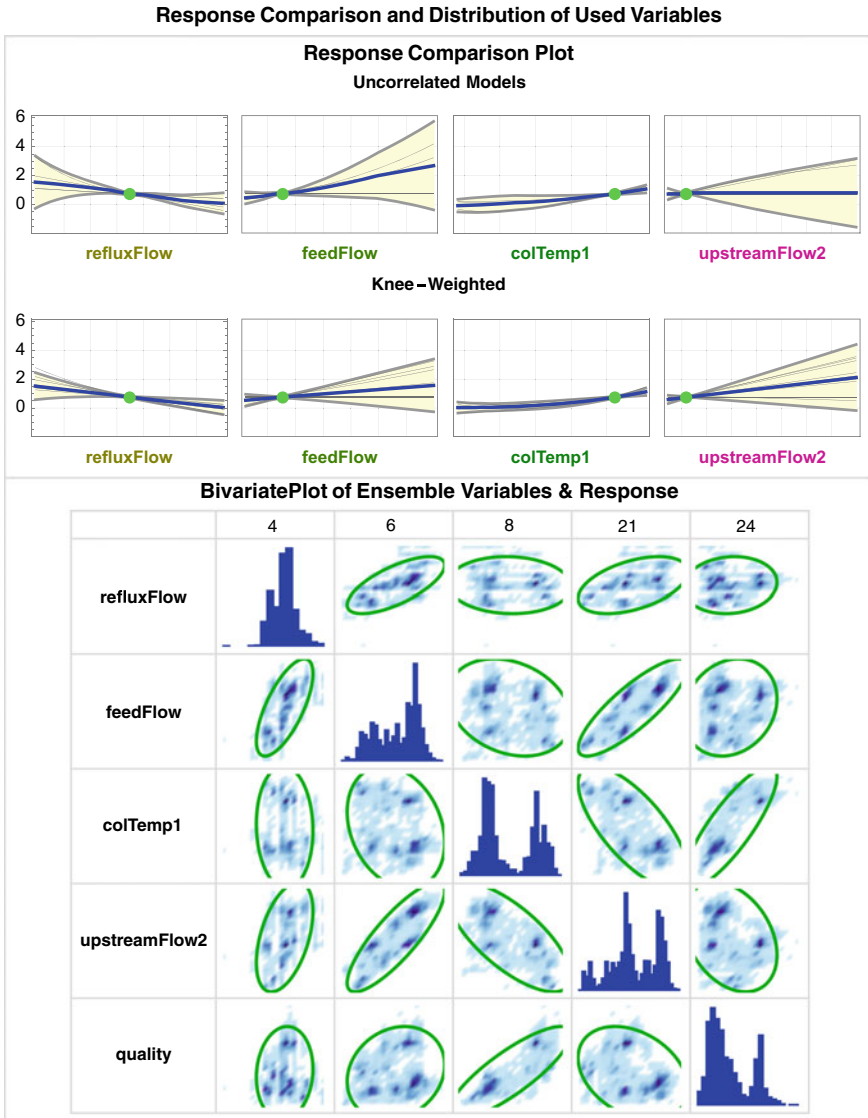 Response Comparison and Distribution of Used Variables
Response Comparison Plot
Uncorrelated Models
6
4
2
0
refluxFlow feedFlow colTemp1 upstreamFlow2
Knee-Weighted
6
4
2
0
refluxFlow feedFlow colTemp1 upstreamFlow2
BivariatePlot of Ensemble Variables & Response
4 6 8 21 24
refluxFlow
feedFlow
colTemp1
upstreamFlow2
quality